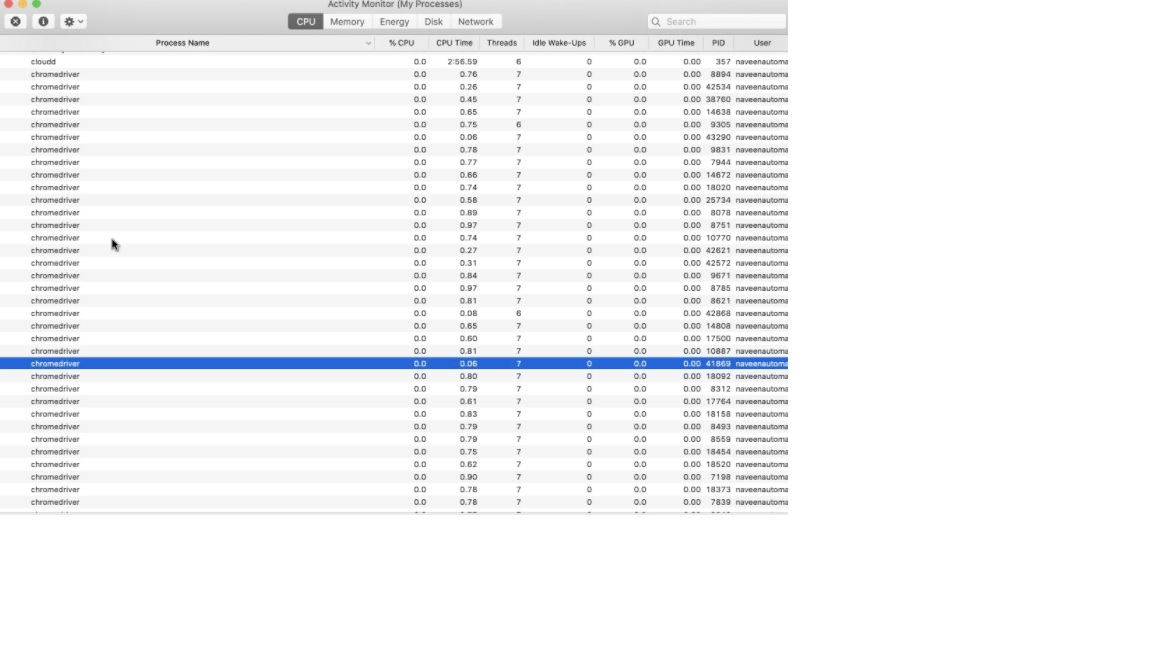 Activity Monitor (My Processes)
CPU Memory Energy Disk Network Search
Process Name % CPU CPU Time Threads Idle Wake-Ups % GPU GPU Time PID User
cloudd 0.0 2:56.59 6 0 0.0 0.00 357 naveenautoma
chromedriver 0.0 0.76 7 0 0.0 0.00 8894 naveenautoma
chromedriver 0.0 0.26 7 0 0.0 0.00 42534 naveenautoma
chromedriver 0.0 0.45 7 0 0.0 0.00 38760 naveenautoma
chromedriver 0.0 0.65 7 0 0.0 0.00 14638 naveenautoma
chromedriver 0.0 0.75 6 0 0.0 0.00 9305 naveenautoma
chromedriver 0.0 0.06 7 0 0.0 0.00 43290 naveenautoma
chromedriver 0.0 0.78 7 0 0.0 0.00 9831 naveenautoma
chromedriver 0.0 0.77 7 0 0.0 0.00 7944 naveenautoma
chromedriver 0.0 0.66 7 0 0.0 0.00 14672 naveenautoma
chromedriver 0.0 0.74 7 0 0.0 0.00 18020 naveenautoma
chromedriver 0.0 0.58 7 0 0.0 0.00 25734 naveenautoma
chromedriver 0.0 0.89 7 0 0.0 0.00 8078 naveenautoma
chromedriver 0.0 0.97 7 0 0.0 0.00 8751 naveenautoma
chromedriver 0.0 0.74 7 0 0.0 0.00 10770 naveenautoma
chromedriver 0.0 0.27 7 0 0.0 0.00 42621 naveenautoma
chromedriver 0.0 0.31 7 0 0.0 0.00 42572 naveenautoma
chromedriver 0.0 0.84 7 0 0.0 0.00 9671 naveenautoma
chromedriver 0.0 0.97 7 0 0.0 0.00 8785 naveenautoma
chromedriver 0.0 0.81 7 0 0.0 0.00 8621 naveenautoma
chromedriver 0.0 0.08 6 0 0.0 0.00 42868 naveenautoma
chromedriver 0.0 0.65 7 0 0.0 0.00 14808 naveenautoma
chromedriver 0.0 0.60 7 0 0.0 0.00 17500 naveenautoma
chromedriver 0.0 0.81 7 0 0.0 0.00 10887 naveenautoma
chromedriver 0.0 0.06 7 0 0.0 0.00 41869 naveenautoma
chromedriver 0.0 0.80 7 0 0.0 0.00 18092 naveenautoma
chromedriver 0.0 0.79 7 0 0.0 0.00 8312 naveenautoma
chromedriver 0.0 0.61 7 0 0.0 0.00 17764 naveenautoma
chromedriver 0.0 0.83 7 0 0.0 0.00 18158 naveenautoma
chromedriver 0.0 0.79 7 0 0.0 0.00 8493 naveenautoma
chromedriver 0.0 0.79 7 0 0.0 0.00 8559 naveenautoma
chromedriver 0.0 0.75 7 0 0.0 0.00 18454 naveenautoma
chromedriver 0.0 0.62 7 0 0.0 0.00 18520 naveenautoma
chromedriver 0.0 0.90 7 0 0.0 0.00 7198 naveenautoma
chromedriver 0.0 0.78 7 0 0.0 0.00 18373 naveenautoma
chromedriver 0.0 0.78 7 0 0.0 0.00 7839 naveenautoma